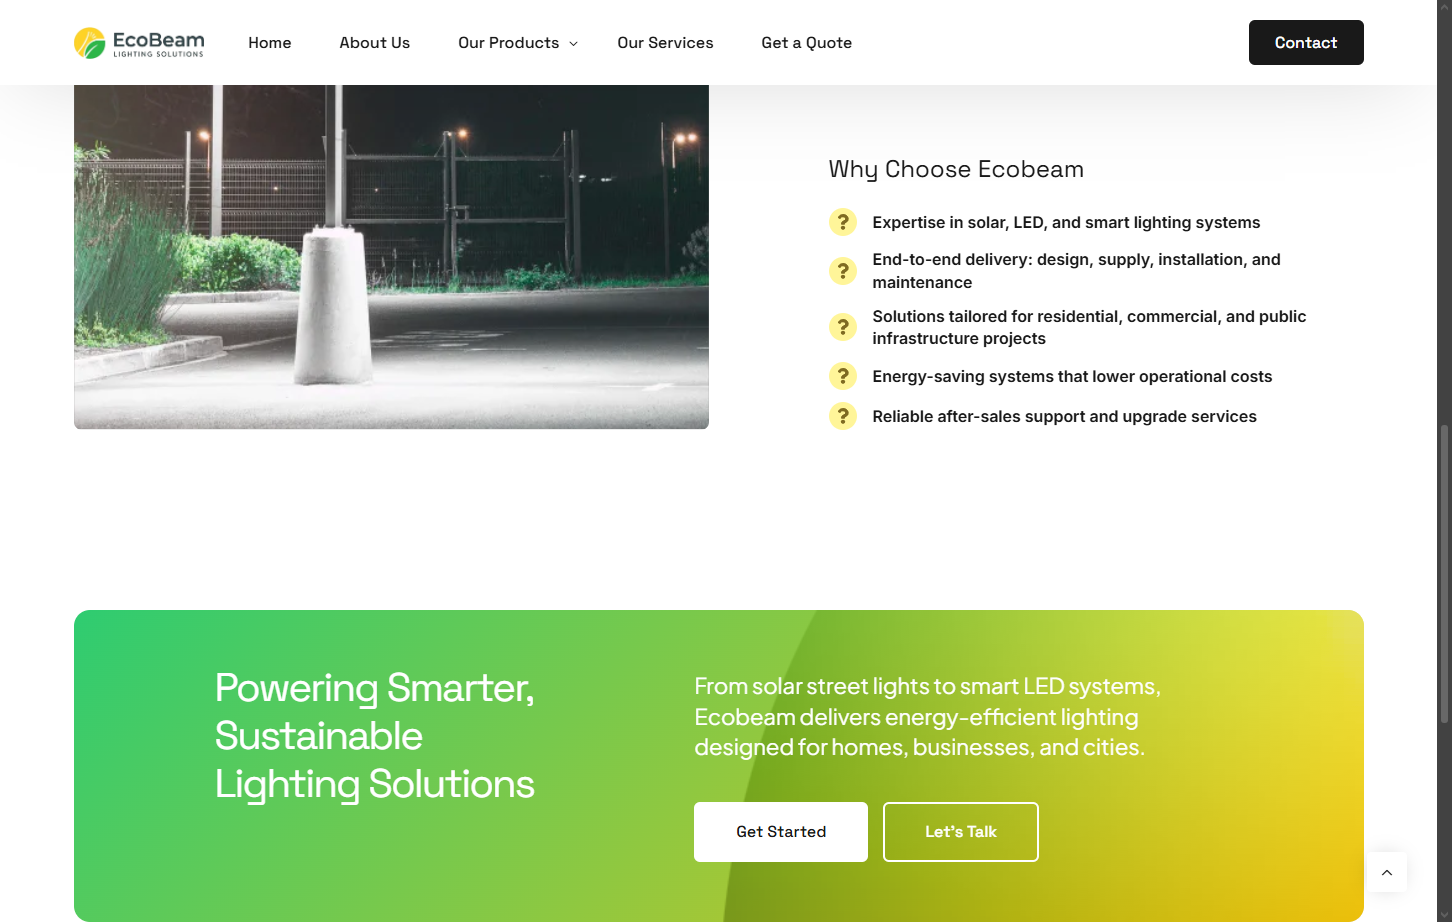 EcoBeam
LIGHTING SOLUTIONS
Home
About Us
Our Products
Our Services
Get a Quote
Contact
Why Choose Ecobeam
? Expertise in solar, LED, and smart lighting systems
? End-to-end delivery: design, supply, installation, and
maintenance
? Solutions tailored for residential, commercial, and public
infrastructure projects
? Energy-saving systems that lower operational costs
? Reliable after-sales support and upgrade services
Powering Smarter,
Sustainable
Lighting Solutions
From solar street lights to smart LED systems,
Ecobeam delivers energy-efficient lighting
designed for homes, businesses, and cities.
Get Started
Let's Talk